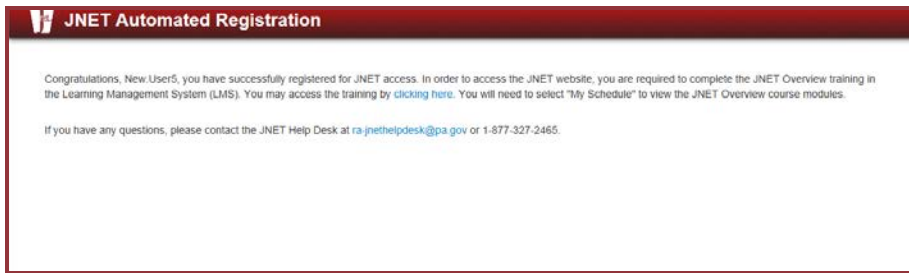 JNET Automated Registration
Congratulations, New.User5, you have successfully registered for JNET access. In order to access the JNET website, you are required to complete the JNET Overview training in
the Learning Management System (LMS). You may access the training by clicking here. You will need to select "My Schedule" to view the JNET Overview course modules.
If you have any questions, please contact the JNET Help Desk at ra-jnethelpdesk@pa.gov or 1-877-327-2465.